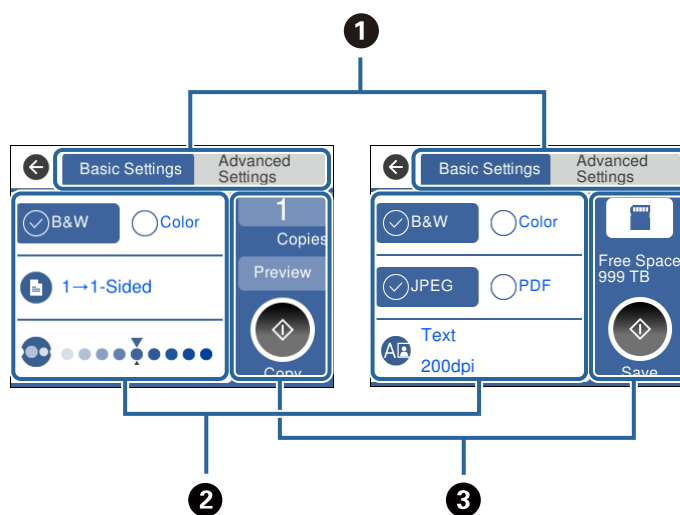 1
Basic Settings
Advanced
Settings
B&W
Color
1→1-Sided
1
Copies
Preview
Copy
Basic Settings
Advanced
Settings
B&W
Color
JPEG
PDF
A
Text
200dpi
Free Space
999 TB
Save
2
3